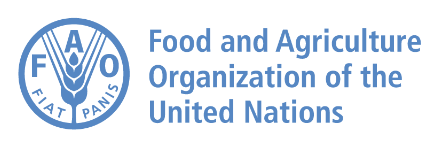 F A O
FIAT PANIS
Food and Agriculture
Organization of the
United Nations